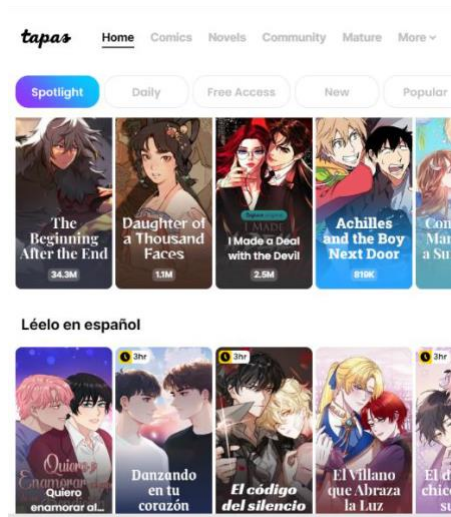 tapas Home Comics Novels Community Mature More
Spotlight Daily Free Access New Popular
The
Beginning
After the End
34.3M
Daughter of
a Thousand
Faces
1.1M
I MADE
I Made a Deal
with the Devil
2.5M
Achilles
and the Boy
Next Door
819K
Léelo en español
Quiero
Enamorar
Quiero
enamorar al...
3hr
Danzando
en tu
corazón
3hr
El código
del silencio
El Villano
que Abraza
la Luz
3hr